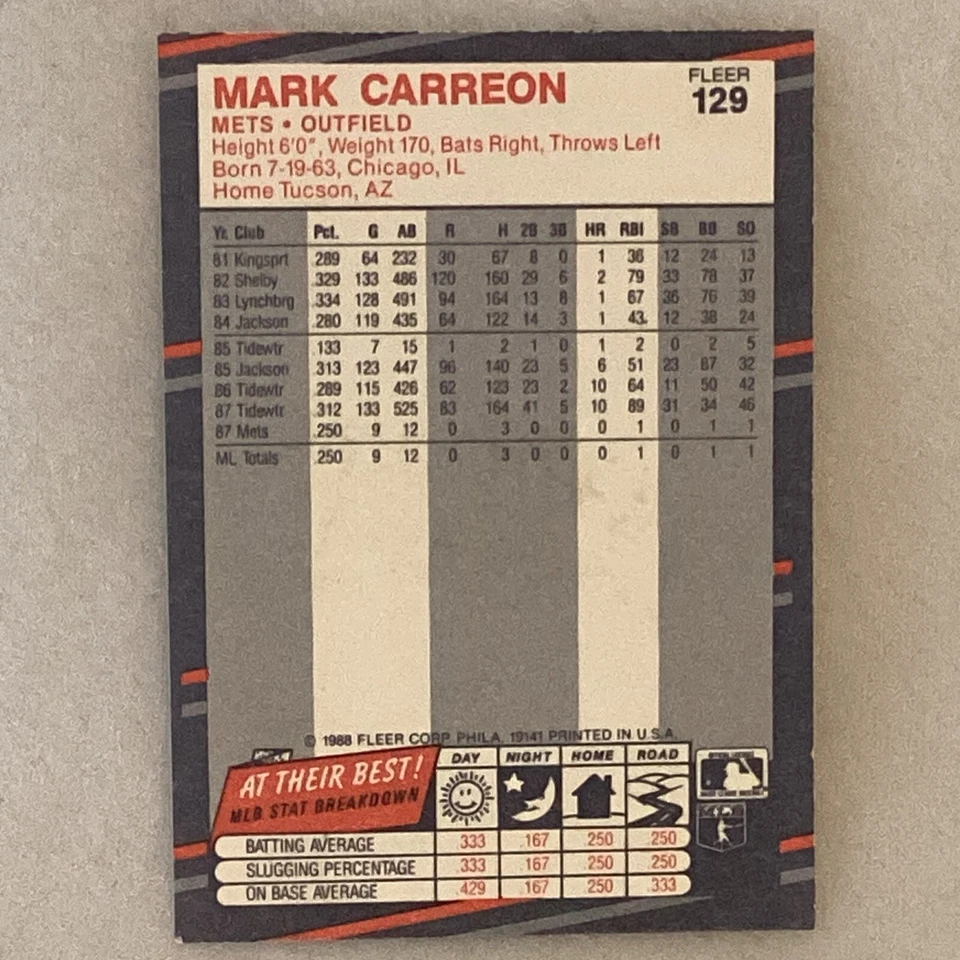 MARK CARREON
FLEER
129
METS • OUTFIELD
Height 6'0", Weight 170, Bats Right, Throws Left
Born 7-19-63, Chicago, IL
Home Tucson, AZ
Yr. Club Pct. G AB R H 2B 3B HR RBI SB BB SO
81 Kingsprt .289 64 232 30 67 8 0 1 36 12 24 13
82 Shelby .329 133 486 120 160 29 6 2 79 33 78 37
83 Lynchbrg .334 128 491 94 164 13 8 1 67 36 76 39
84 Jackson .280 119 435 64 122 14 3 1 43 12 38 24
85 Tidewtr .133 7 15 1 2 1 0 1 2 0 2 5
85 Jackson .313 123 447 96 140 23 5 6 51 23 87 32
86 Tidewtr .289 115 426 62 123 23 2 10 64 11 50 42
87 Tidewtr .312 133 525 83 164 41 5 10 89 31 34 46
87 Mets .250 9 12 0 3 0 0 0 1 0 1 1
ML Totals .250 9 12 0 3 0 0 0 1 0 1 1
© 1988 FLEER CORP. PHILA. 19141 PRINTED IN U.S.A.
AT THEIR BEST!
MLB STAT BREAKDOWN
DAY NIGHT HOME ROAD
BATTING AVERAGE .333 .167 .250 .250
SLUGGING PERCENTAGE .333 .167 .250 .250
ON BASE AVERAGE .429 .167 .250 .333